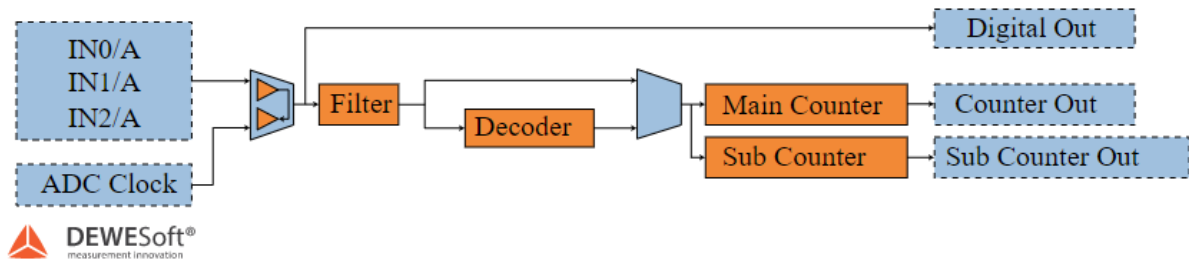 IN0/A
IN1/A
IN2/A
ADC Clock
Filter
Decoder
Main Counter
Sub Counter
Digital Out
Counter Out
Sub Counter Out
DEWESoft®
measurement innovation